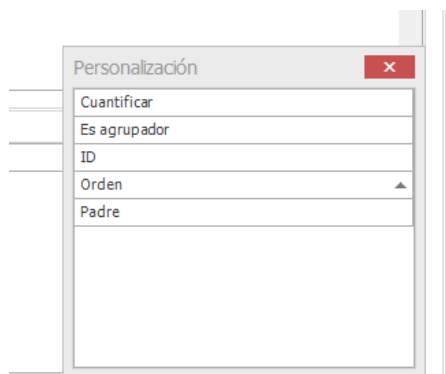 Personalización
Cuantificar
Es agrupador
ID
Orden
Padre